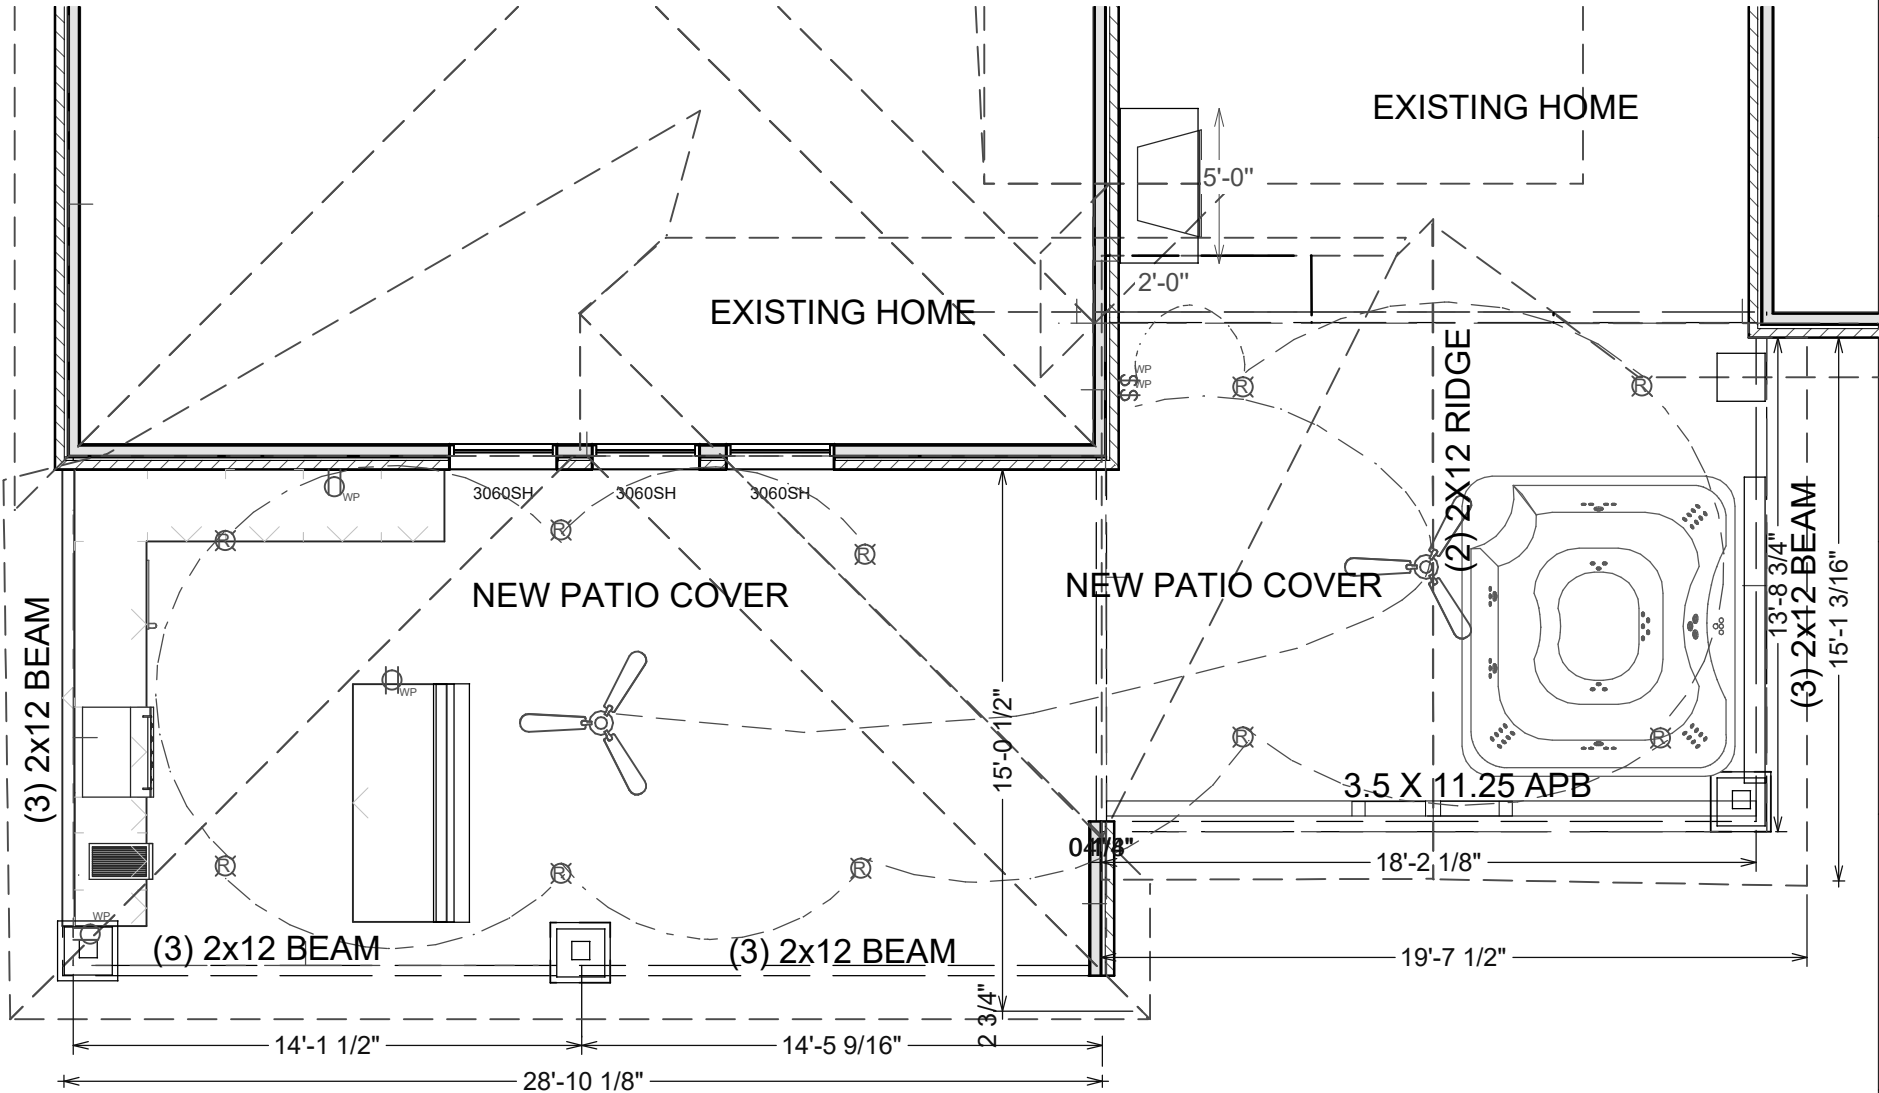 EXISTING HOME
5'-0"
2'-0"
EXISTING HOME
WP
WP
$
$
R
R
(2) 2X12 RIDGE
3060SH
3060SH
3060SH
WP
R
R
R
NEW PATIO COVER
NEW PATIO COVER
13'-8 3/4"
(3) 2x12 BEAM
15'-1 3/16"
(3) 2x12 BEAM
WP
15'-0 1/2"
R
R
3.5 X 11.25 APB
18'-2 1/8"
R
R
R
WP
(3) 2x12 BEAM
(3) 2x12 BEAM
19'-7 1/2"
2 3/4"
14'-1 1/2"
14'-5 9/16"
28'-10 1/8"